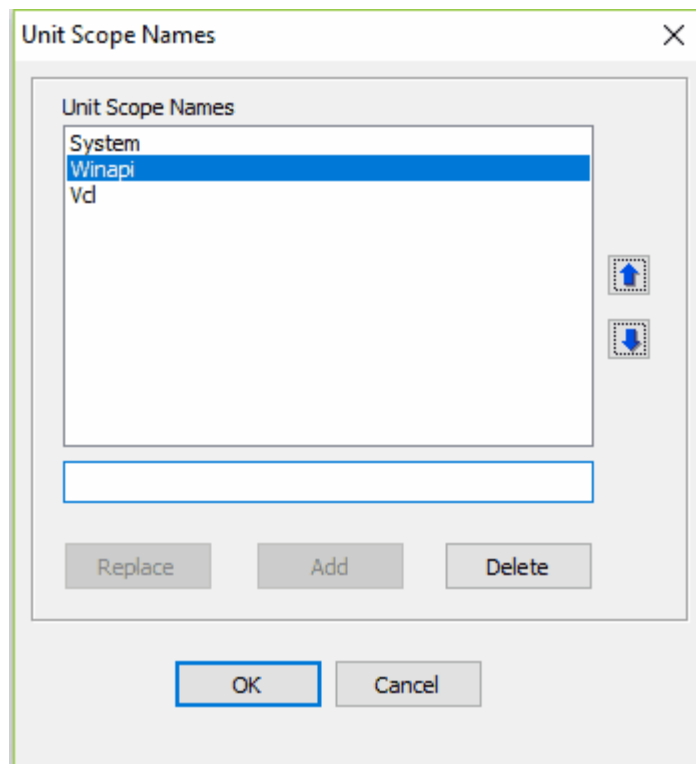 Unit Scope Names
Unit Scope Names
System
Winapi
Vcl
Replace Add Delete
OK Cancel